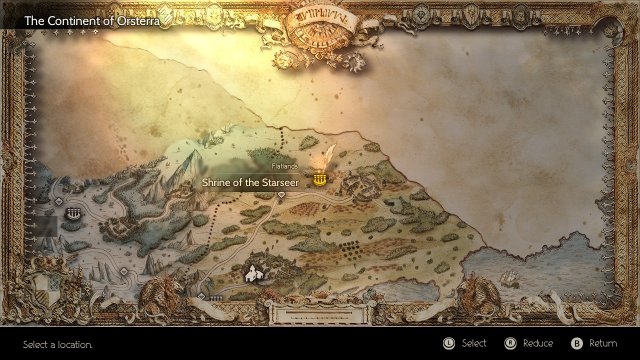 The Continent of Orsterra
Flatlands
Shrine of the Starseer
Select a location.
L Select
R Reduce
B Return